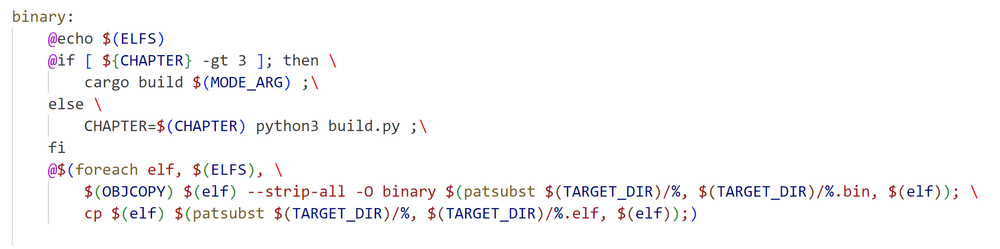 binary:
    @echo $(ELFS)
    @if [ ${CHAPTER} -gt 3 ]; then \
        cargo build $(MODE_ARG) ;\
    else \
        CHAPTER=$(CHAPTER) python3 build.py ;\
    fi
    @$(foreach elf, $(ELFS), \
        $(OBJCOPY) $(elf) --strip-all -O binary $(patsubst $(TARGET_DIR)/%, $(TARGET_DIR)/%.bin, $(elf)); \
        cp $(elf) $(patsubst $(TARGET_DIR)/%, $(TARGET_DIR)/%.elf, $(elf));)